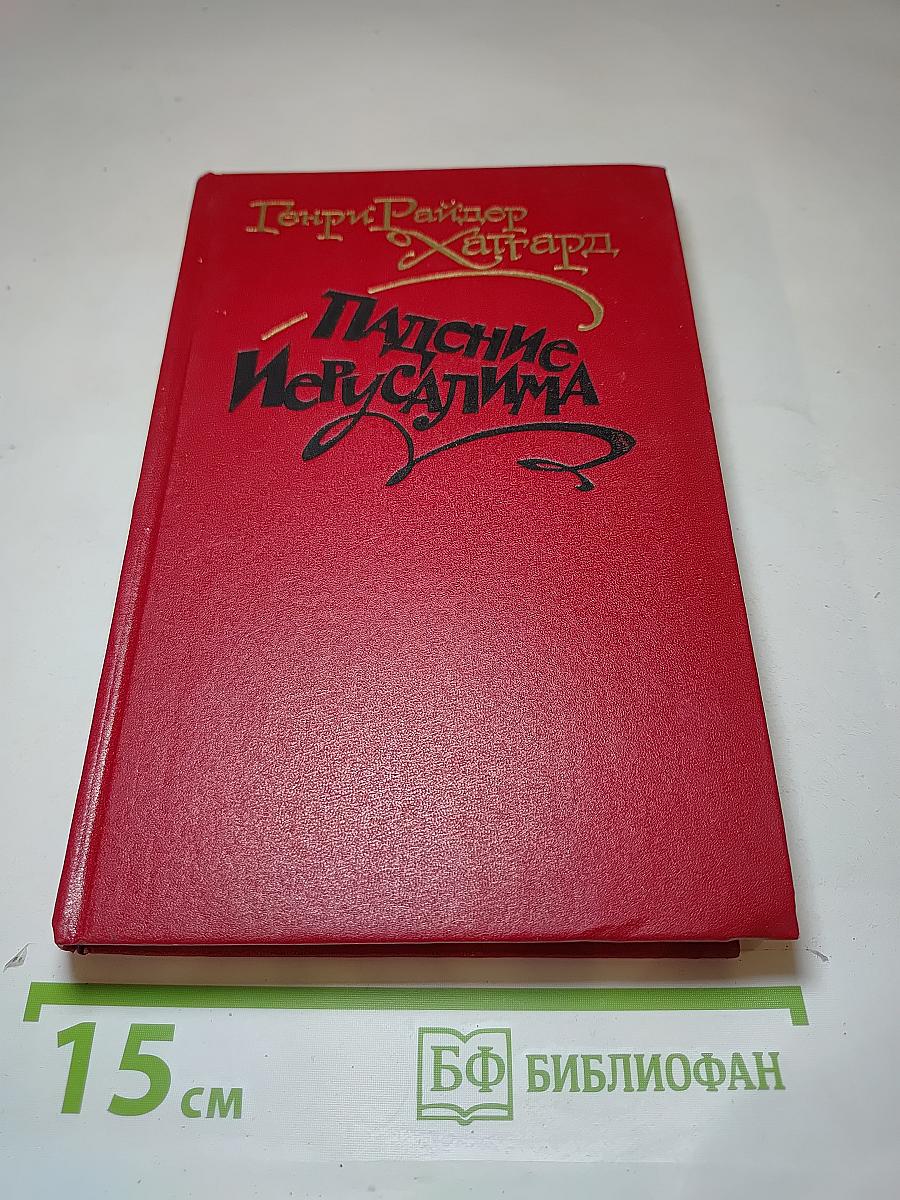 Генри Райдер
Хаггард
Падение
Иерусалима
15 см
БФ БИБЛИОФАН